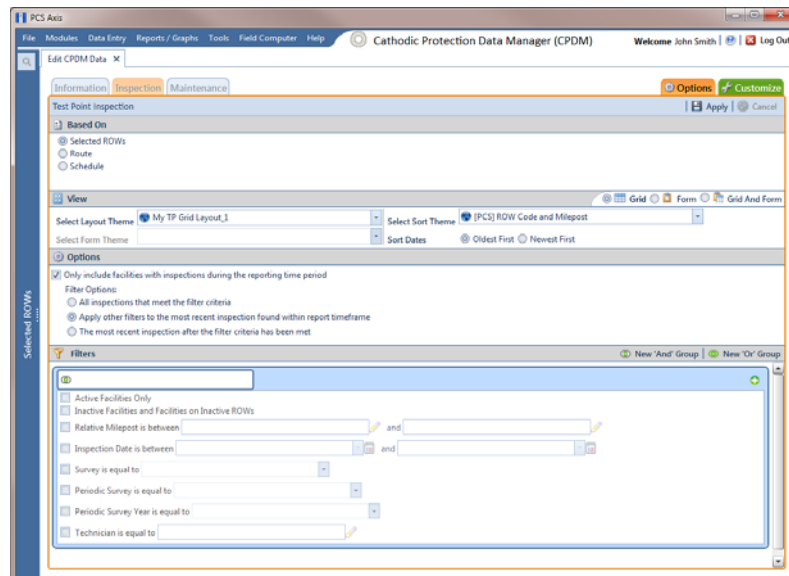 PCS Axis
File Modules Data Entry Reports / Graphs Tools Field Computer Help Cathodic Protection Data Manager (CPDM) Welcome John Smith Log Out
Edit CPDM Data
Information Inspection Maintenance Options Customize
Test Point Inspection Apply Cancel
Based On
Selected ROWs
Route
Schedule
View Grid Form Grid And Form
Select Layout Theme My TP Grid Layout_1 Select Sort Theme [PCS] ROW Code and Milepost
Select Form Theme Sort Dates Oldest First Newest First
Options
Only include facilities with inspections during the reporting time period
Filter Options:
All inspections that meet the filter criteria
Apply other filters to the most recent inspection found within report timeframe
The most recent inspection after the filter criteria has been met
Selected ROWs
Filters New 'And' Group New 'Or' Group
Active Facilities Only
Inactive Facilities and Facilities on Inactive ROWs
Relative Milepost is between and
Inspection Date is between and
Survey is equal to
Periodic Survey is equal to
Periodic Survey Year is equal to
Technician is equal to